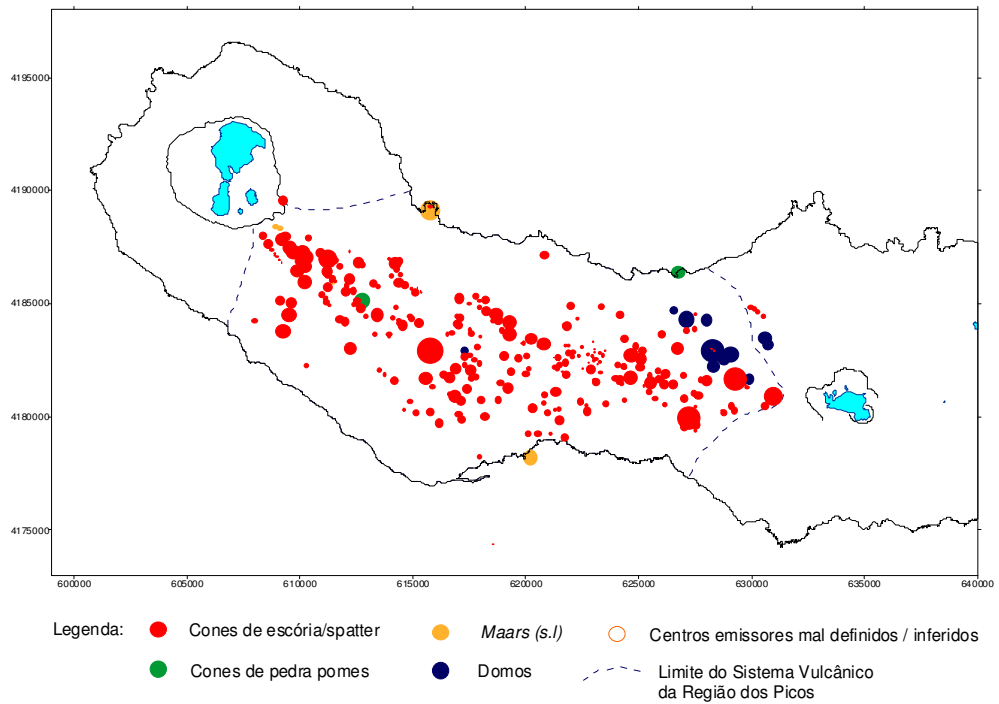 4195000
4190000
4185000
4180000
4175000
600000 605000 610000 615000 620000 625000 630000 635000 640000
Legenda: Cones de escória/spatter Maars (s.l) Centros emissores mal definidos / inferidos
Cones de pedra pomes Domos Limite do Sistema Vulcânico
da Região dos Picos